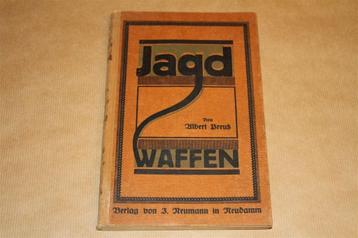 Jagd
Von
Albert Preuß
WAFFEN
Verlag von J. Neumann in Neudamm